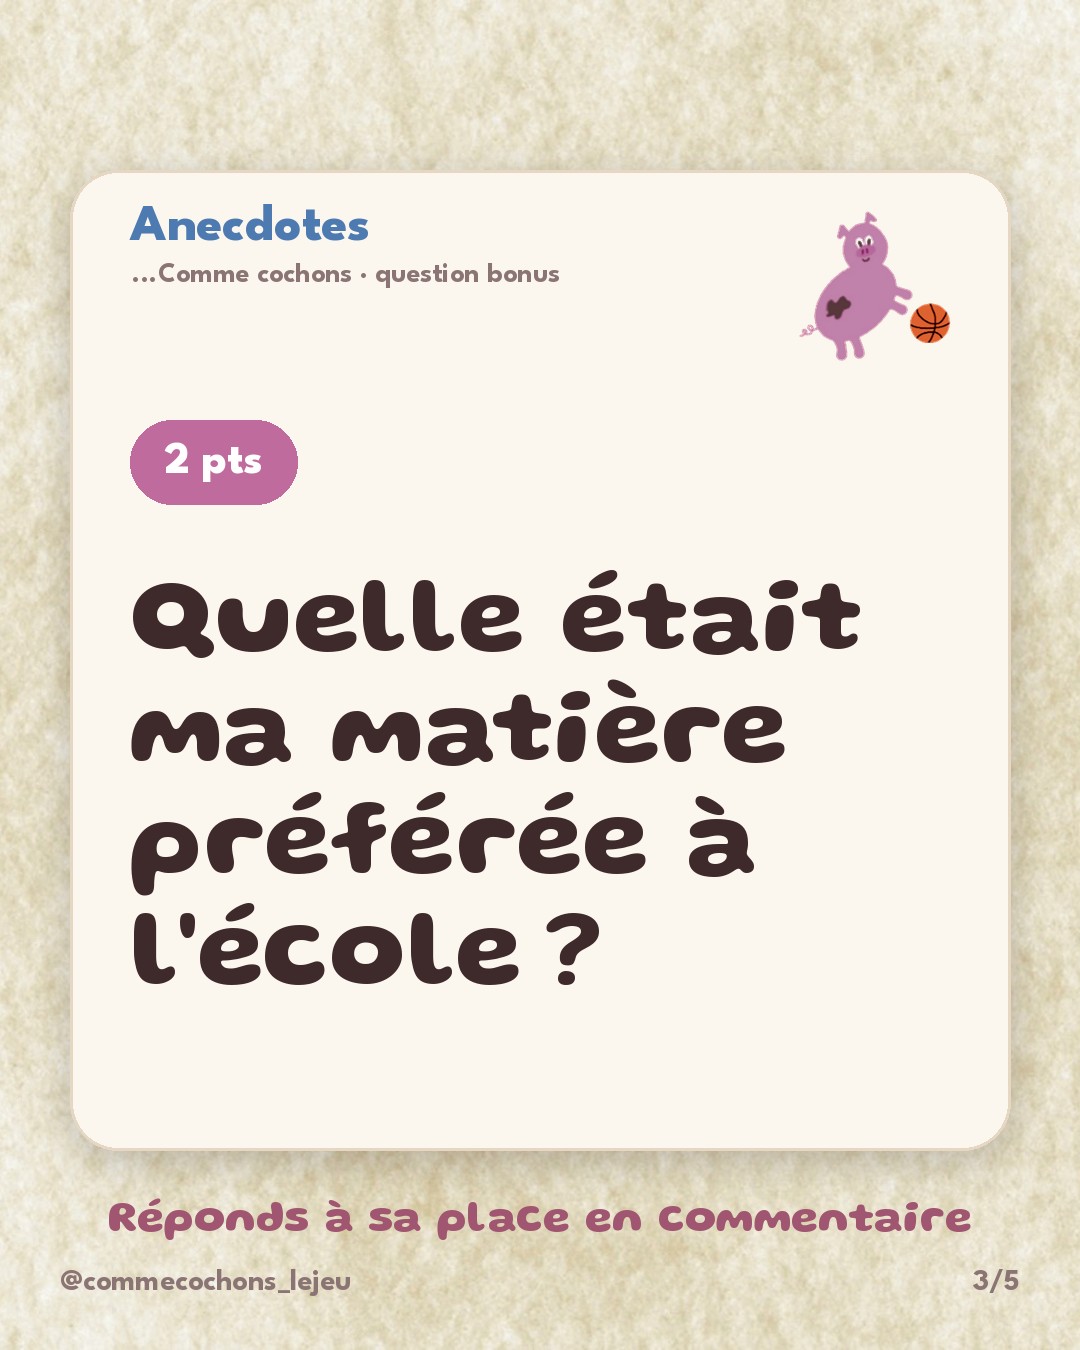 Anecdotes
...Comme cochons · question bonus
2 pts
Quelle était
ma matière
préférée à
l'école ?
Réponds à sa place en commentaire
@commecochons_lejeu
3/5